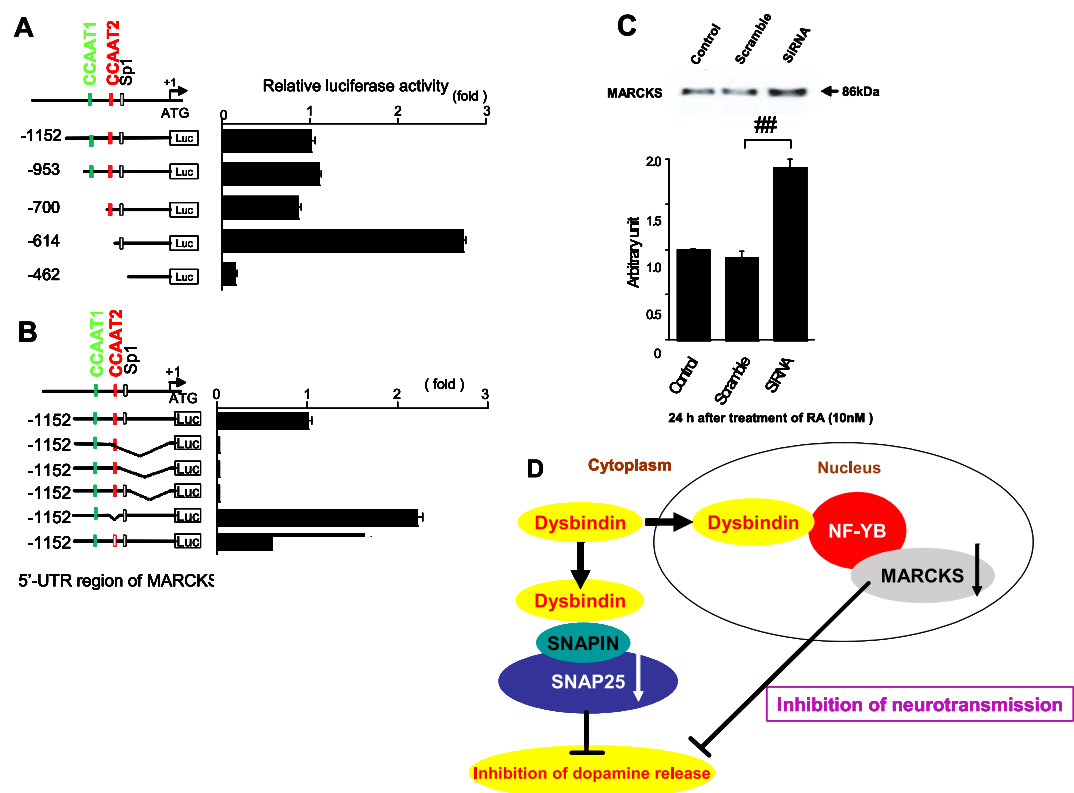 A
CCAAT1
CCAAT2
Sp1
+1
ATG
Relative luciferase activity
(fold )
0 1 2 3
-1152 Luc
-953 Luc
-700 Luc
-614 Luc
-462 Luc
B
CCAAT1
CCAAT2
Sp1
+1
ATG
( fold )
0 1 2 3
-1152 Luc
-1152 Luc
-1152 Luc
-1152 Luc
-1152 Luc
-1152 Luc
5'-UTR region of MARCKS
C
Control Scramble SiRNA
MARCKS 86kDa
##
Arbitrary unit
2.0
1.5
1.0
0.5
0
Control Scramble SiRNA
24 h after treatment of RA (10nM )
D
Cytoplasm
Nucleus
Dysbindin
Dysbindin
NF-YB
MARCKS
Dysbindin
SNAPIN
SNAP25
Inhibition of neurotransmission
Inhibition of dopamine release